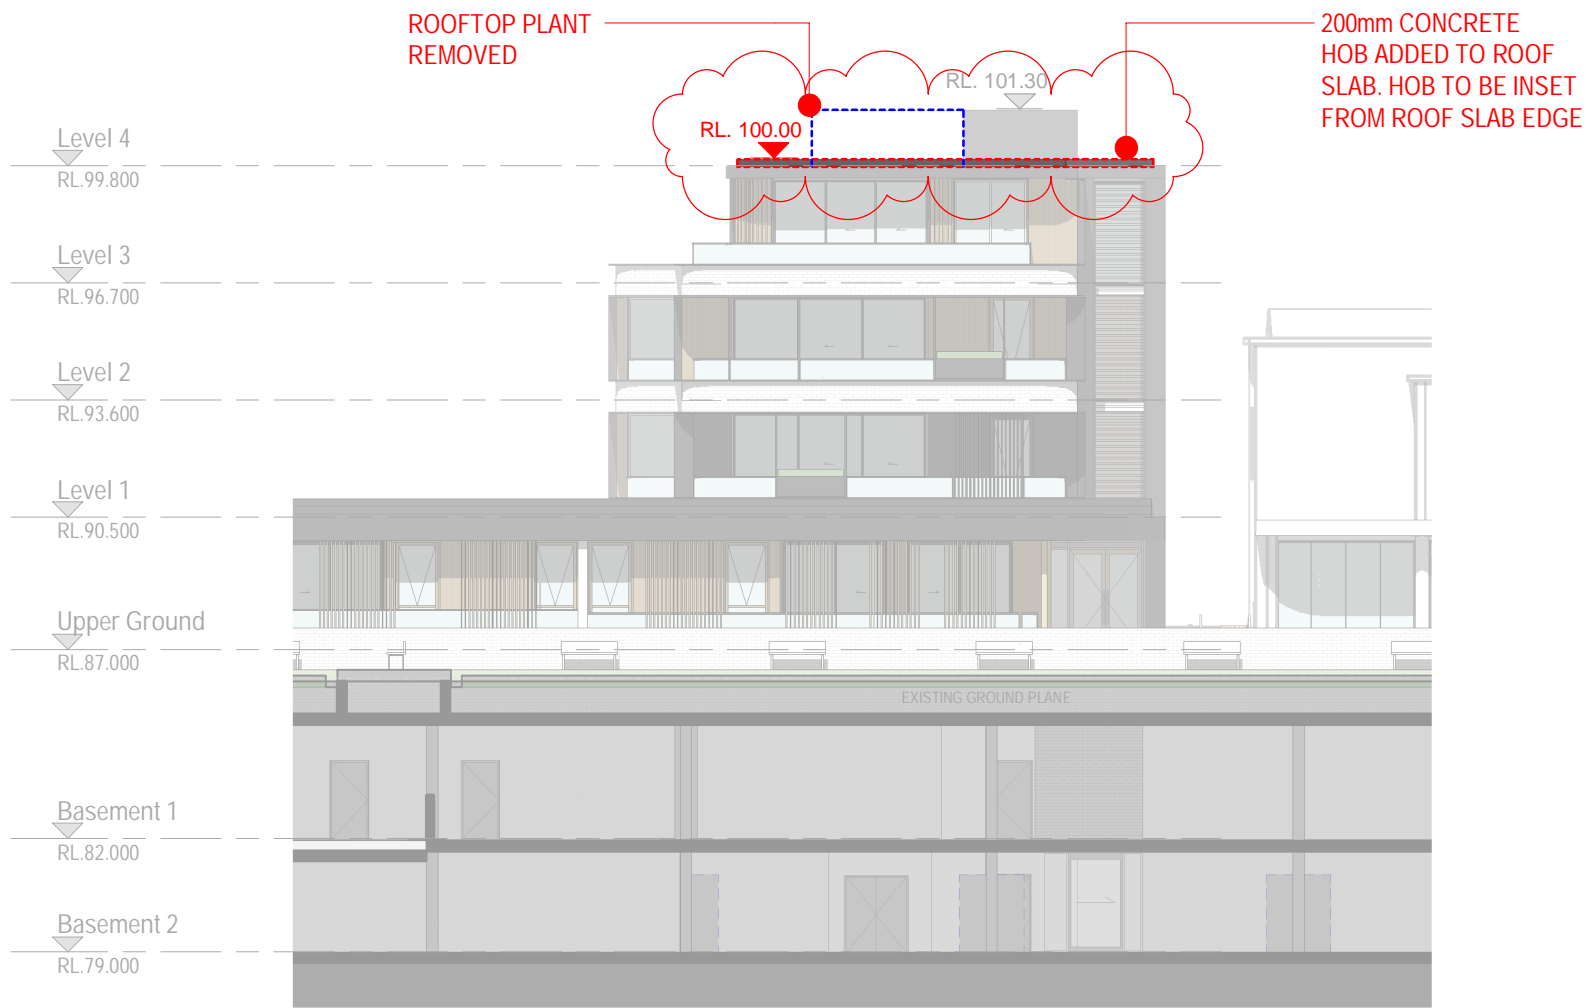 ROOFTOP PLANT
REMOVED
200mm CONCRETE
HOB ADDED TO ROOF
SLAB. HOB TO BE INSET
FROM ROOF SLAB EDGE
RL. 101.30
RL. 100.00
Level 4
RL.99.800
Level 3
RL.96.700
Level 2
RL.93.600
Level 1
RL.90.500
Upper Ground
RL.87.000
EXISTING GROUND PLANE
Basement 1
RL.82.000
Basement 2
RL.79.000